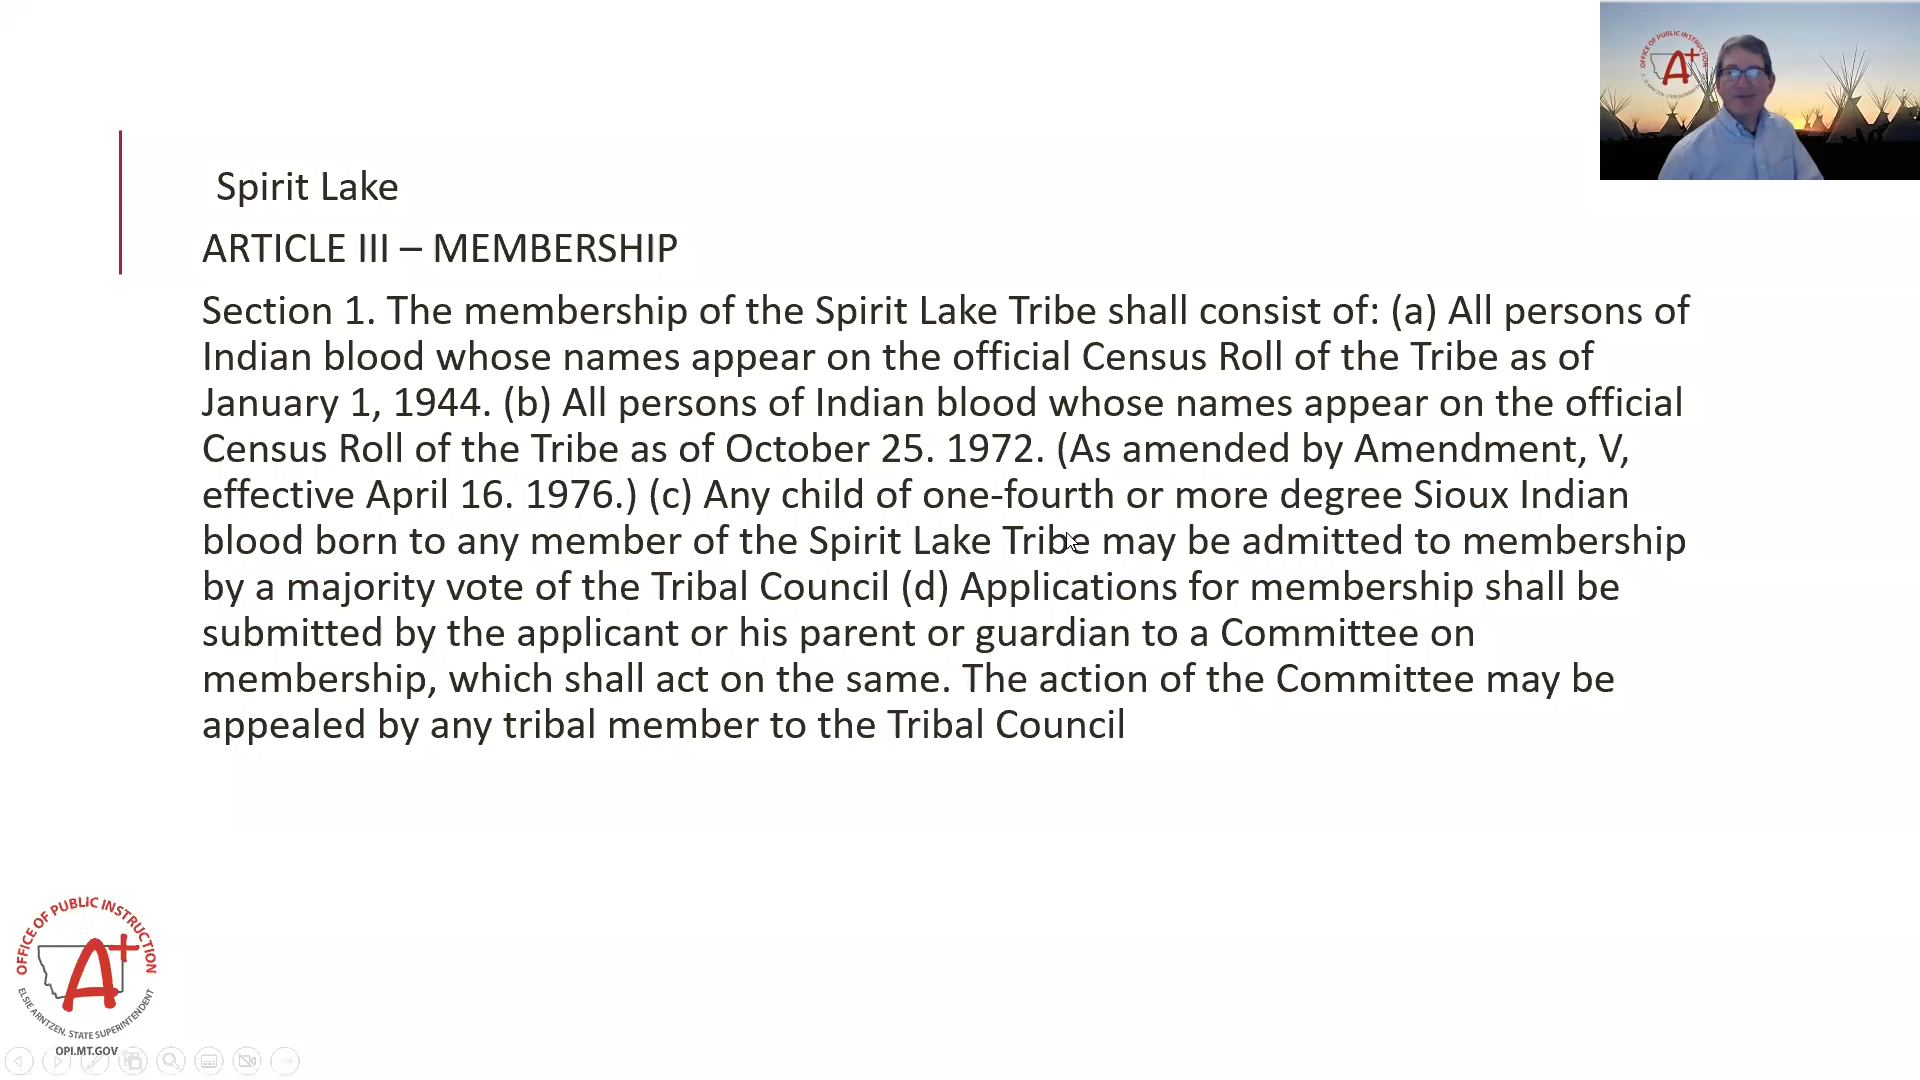 Spirit Lake
ARTICLE III – MEMBERSHIP
Section 1. The membership of the Spirit Lake Tribe shall consist of: (a) All persons of
Indian blood whose names appear on the official Census Roll of the Tribe as of
January 1, 1944. (b) All persons of Indian blood whose names appear on the official
Census Roll of the Tribe as of October 25. 1972. (As amended by Amendment, V,
effective April 16. 1976.) (c) Any child of one-fourth or more degree Sioux Indian
blood born to any member of the Spirit Lake Tribe may be admitted to membership
by a majority vote of the Tribal Council (d) Applications for membership shall be
submitted by the applicant or his parent or guardian to a Committee on
membership, which shall act on the same. The action of the Committee may be
appealed by any tribal member to the Tribal Council
OFFICE OF PUBLIC INSTRUCTION
A+
OFFICE OF PUBLIC INSTRUCTION
A+
ELSIE ARNTZEN, STATE SUPERINTENDENT
OPI.MT.GOV